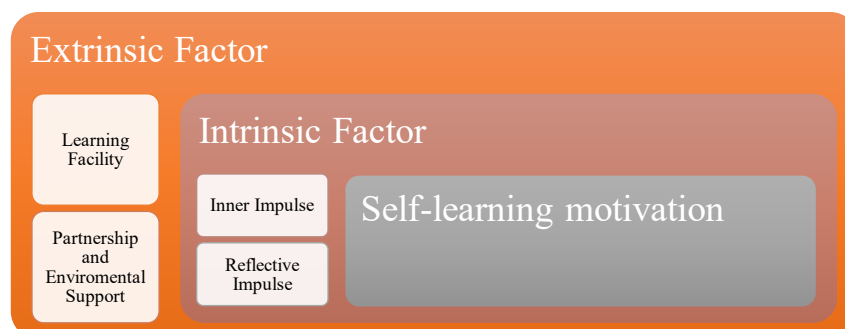 Extrinsic Factor
Learning
Facility
Partnership
and
Enviromental
Support
Intrinsic Factor
Inner Impulse
Reflective
Impulse
Self-learning motivation